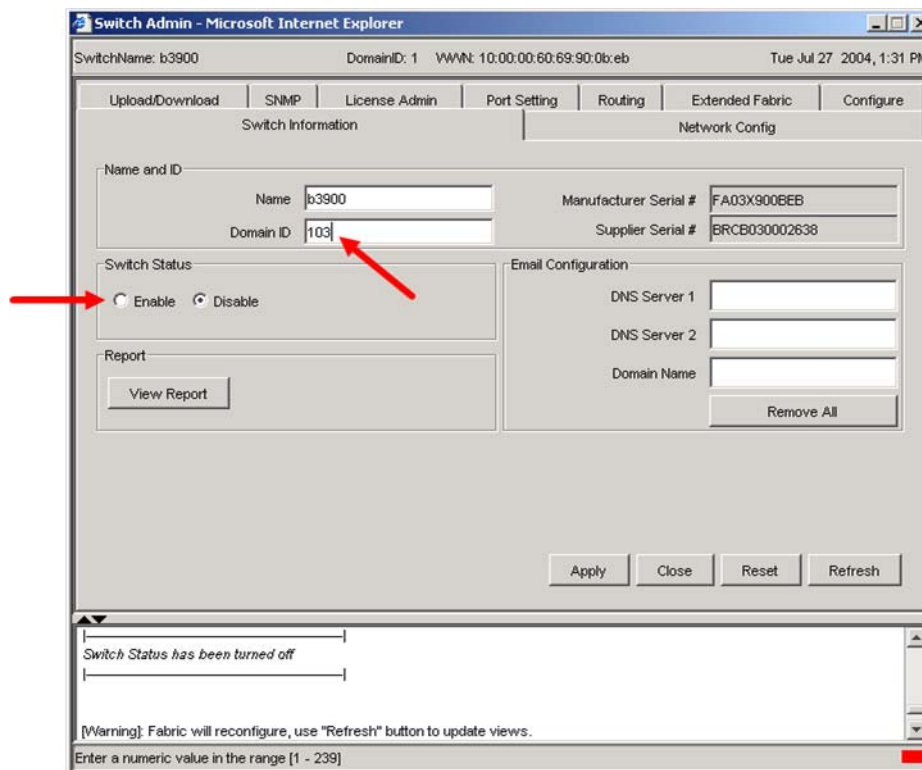 Switch Admin - Microsoft Internet Explorer
SwitchName: b3900 DomainID: 1 WWN: 10:00:00:60:69:90:0b:eb Tue Jul 27 2004, 1:31 PM
Upload/Download SNMP License Admin Port Setting Routing Extended Fabric Configure
Switch Information Network Config
Name and ID
Name b3900 Manufacturer Serial # FA03X900BEB
Domain ID 103 Supplier Serial # BRCB030002638
Switch Status Email Configuration
Enable Disable DNS Server 1
DNS Server 2
Report Domain Name
View Report Remove All
Apply Close Reset Refresh
Switch Status has been turned off
[Warning]: Fabric will reconfigure, use "Refresh" button to update views.
Enter a numeric value in the range [1 - 239]